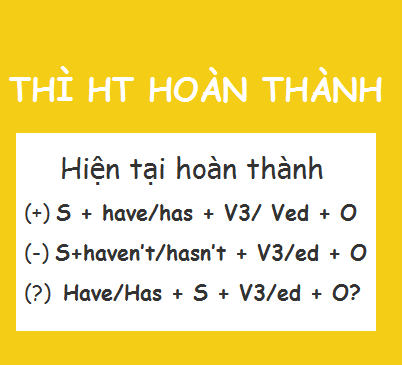 THÌ HT HOÀN THÀNH
Hiện tại hoàn thành
(+) S + have/has + V3/ Ved + O
(-) S+haven't/hasn't + V3/ed + O
(?) Have/Has + S + V3/ed + O?